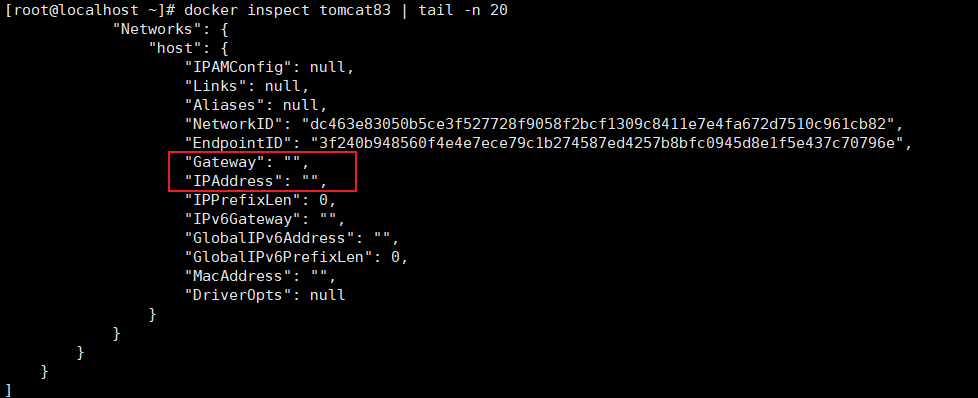 [root@localhost ~]# docker inspect tomcat83 | tail -n 20
            "Networks": {
                "host": {
                    "IPAMConfig": null,
                    "Links": null,
                    "Aliases": null,
                    "NetworkID": "dc463e83050b5ce3f527728f9058f2bcf1309c8411e7e4fa672d7510c961cb82",
                    "EndpointID": "3f240b948560f4e4e7ece79c1b274587ed4257b8bfc0945d8e1f5e437c70796e",
                    "Gateway": "",
                    "IPAddress": "",
                    "IPPrefixLen": 0,
                    "IPv6Gateway": "",
                    "GlobalIPv6Address": "",
                    "GlobalIPv6PrefixLen": 0,
                    "MacAddress": "",
                    "DriverOpts": null
                }
            }
        }
    }
]